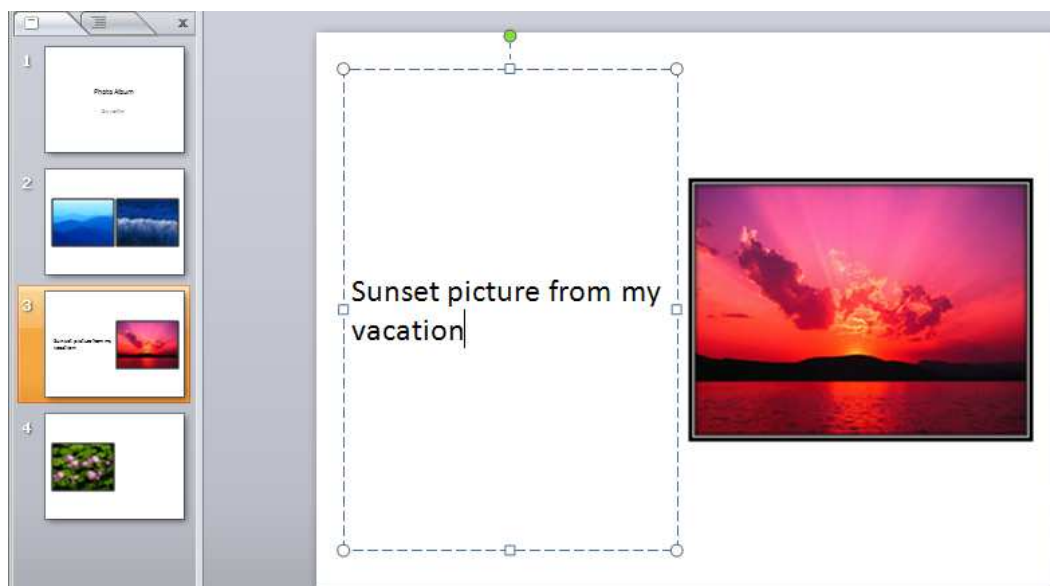 1
Photo Album
2
3
Sunset picture from my
vacation
4
Sunset picture from my
vacation